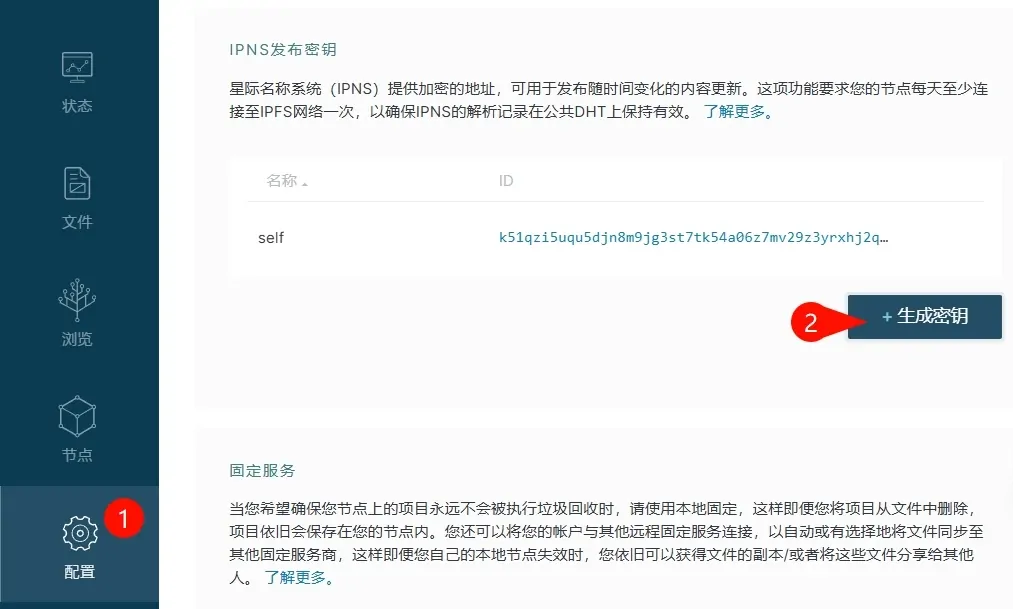 状态
文件
浏览
节点
1
配置
IPNS发布密钥
星际名称系统（IPNS）提供加密的地址，可用于发布随时间变化的内容更新。这项功能要求您的节点每天至少连
接至IPFS网络一次，以确保IPNS的解析记录在公共DHT上保持有效。 了解更多。
名称 ID
self k51qzi5uqu5djn8m9jg3st7tk54a06z7mv29z3yrxhj2q…
2 + 生成密钥
固定服务
当您希望确保您节点上的项目永远不会被执行垃圾回收时，请使用本地固定，这样即便您将项目从文件中删除，
项目依旧会保存在您的节点内。您还可以将您的帐户与其他远程固定服务连接，以自动或有选择地将文件同步至
其他固定服务商，这样即便您自己的本地节点失效时，您依旧可以获得文件的副本/或者将这些文件分享给其他
人。 了解更多。